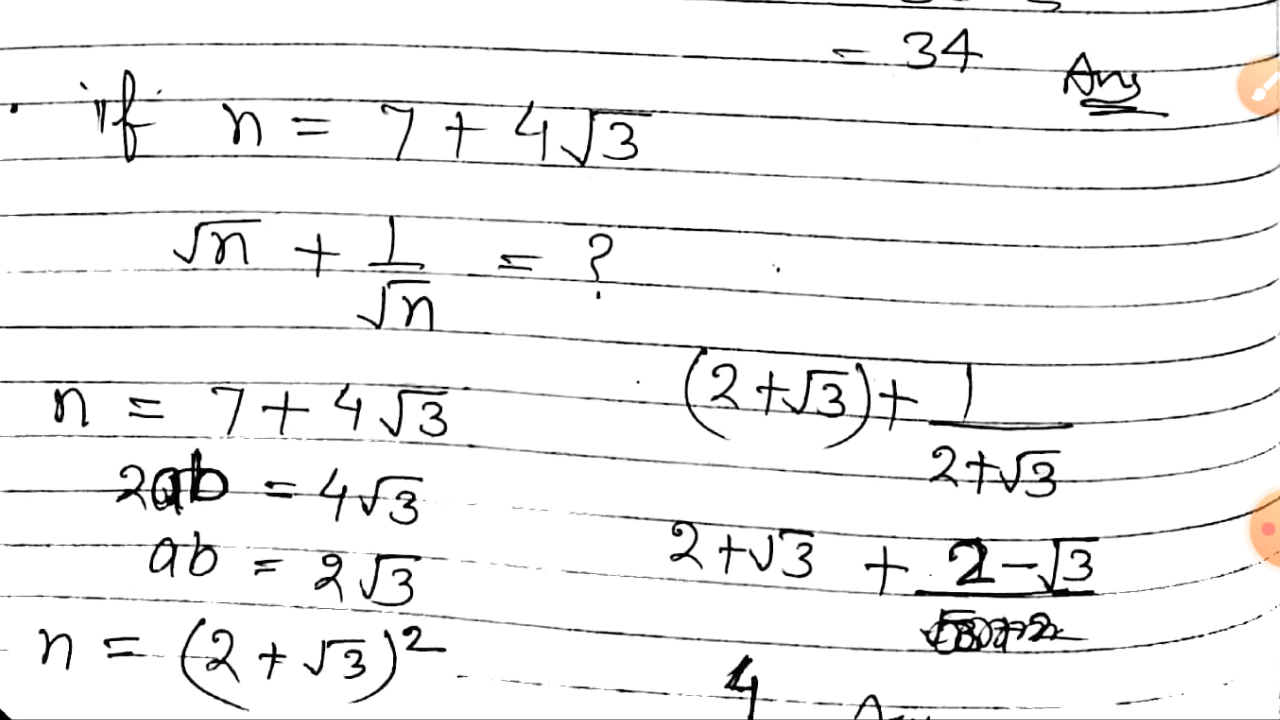 = 34 Ans
if n = 7 + 4√3
√n + 1/√n = ?
n = 7 + 4√3
2ab = 4√3
ab = 2√3
n = (2 + √3)²
(2 + √3) + 1/(2 + √3)
2 + √3 + 2 - √3
4